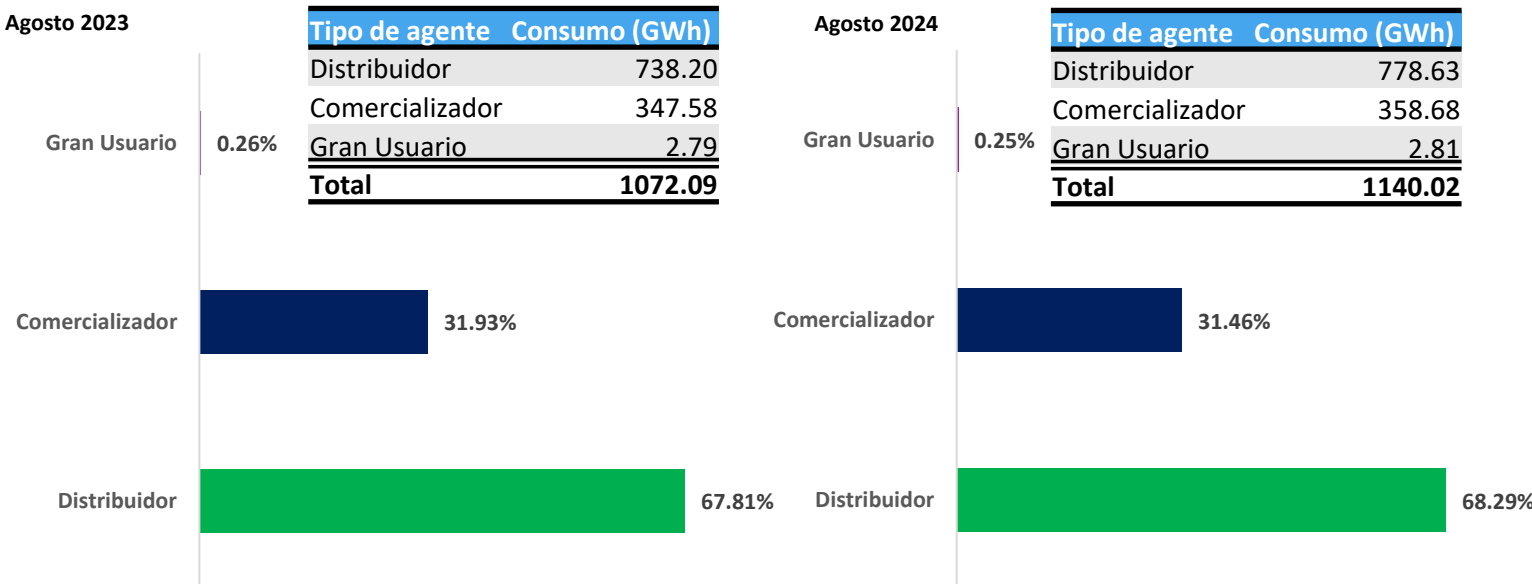 Agosto 2023
Tipo de agente Consumo (GWh)
Distribuidor 738.20
Comercializador 347.58
Gran Usuario 2.79
Total 1072.09
Gran Usuario 0.26%
Comercializador 31.93%
Distribuidor 67.81%
Agosto 2024
Tipo de agente Consumo (GWh)
Distribuidor 778.63
Comercializador 358.68
Gran Usuario 2.81
Total 1140.02
Gran Usuario 0.25%
Comercializador 31.46%
Distribuidor 68.29%